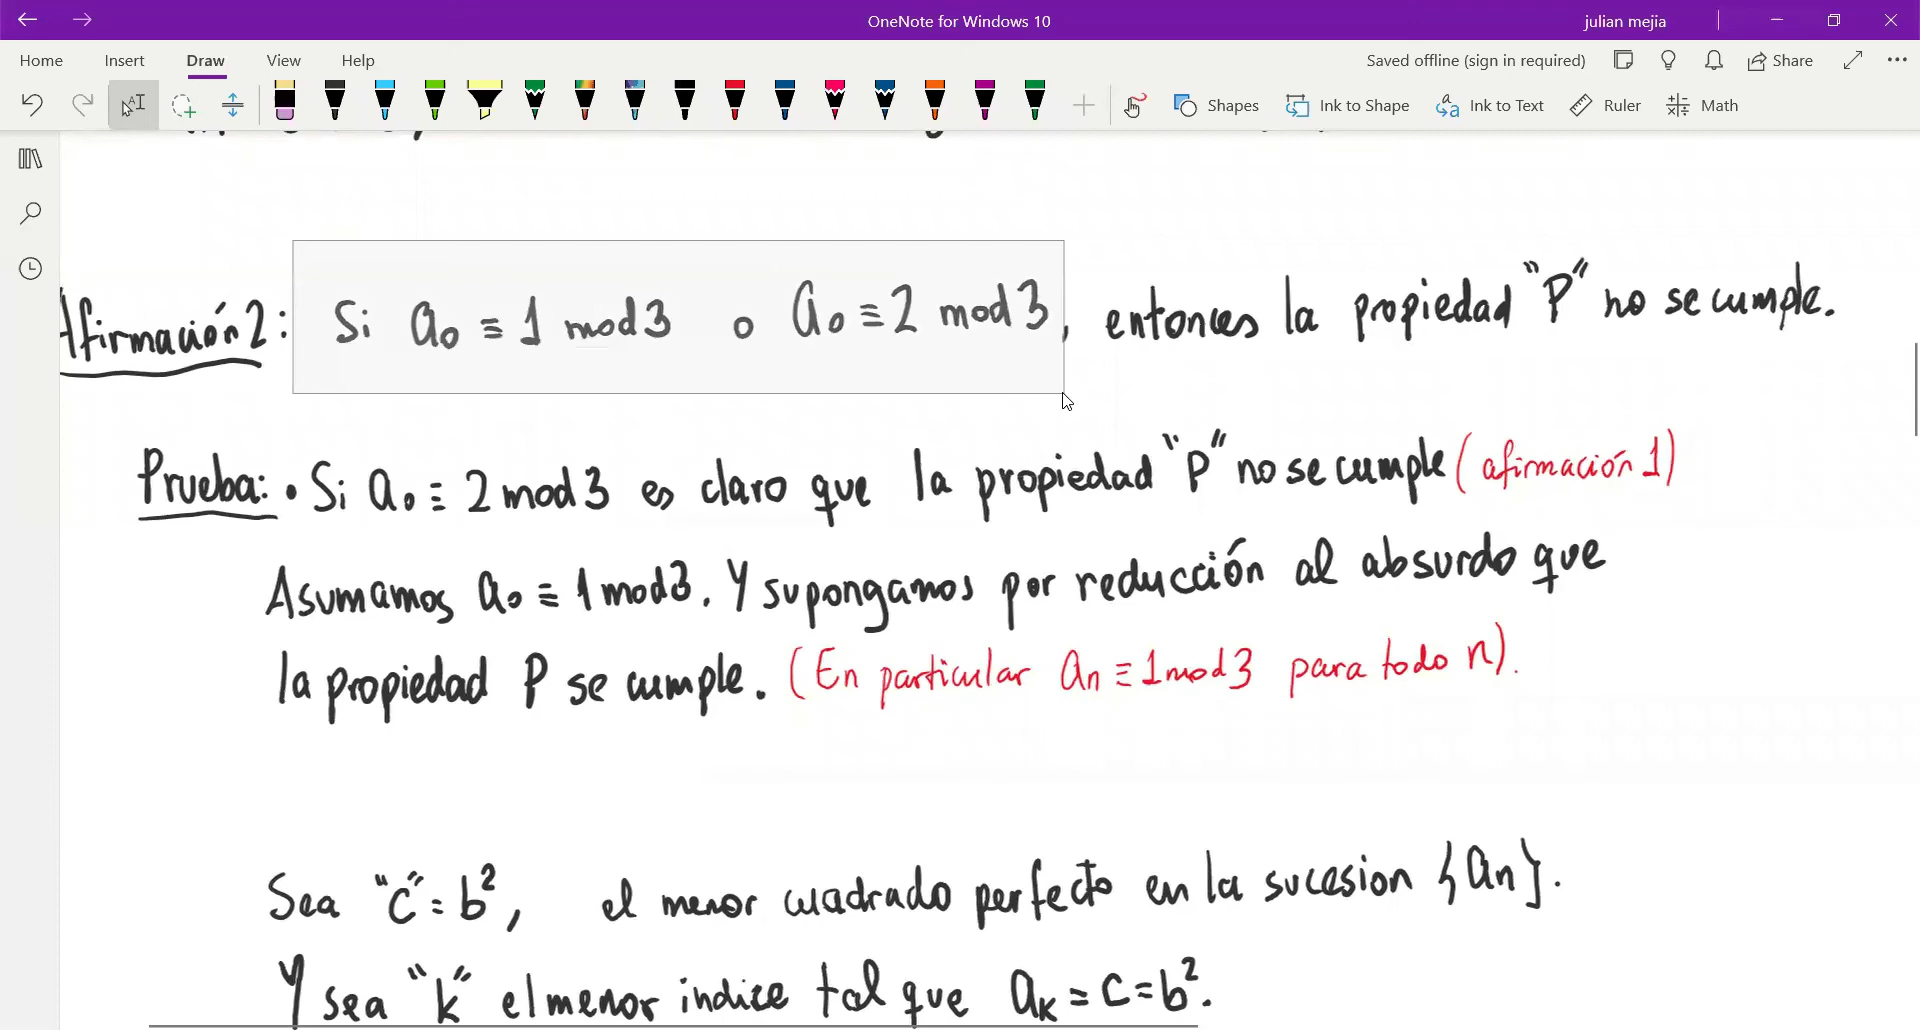 OneNote for Windows 10
julian mejia
Home Insert Draw View Help
Saved offline (sign in required) Share
Shapes Ink to Shape Ink to Text Ruler Math
Afirmación 2: Si a₀ ≡ 1 mod 3 o a₀ ≡ 2 mod 3, entonces la propiedad "P" no se cumple.
Prueba: • Si a₀ ≡ 2 mod 3 es claro que la propiedad "P" no se cumple (afirmación 1)
Asumamos a₀ ≡ 1 mod 3. Y supongamos por reducción al absurdo que
la propiedad P se cumple. (En particular aₙ ≡ 1 mod 3 para todo n).
Sea "c" = b², el menor cuadrado perfecto en la sucesion {aₙ}.
Y sea "k" el menor indice tal que aₖ = c = b².